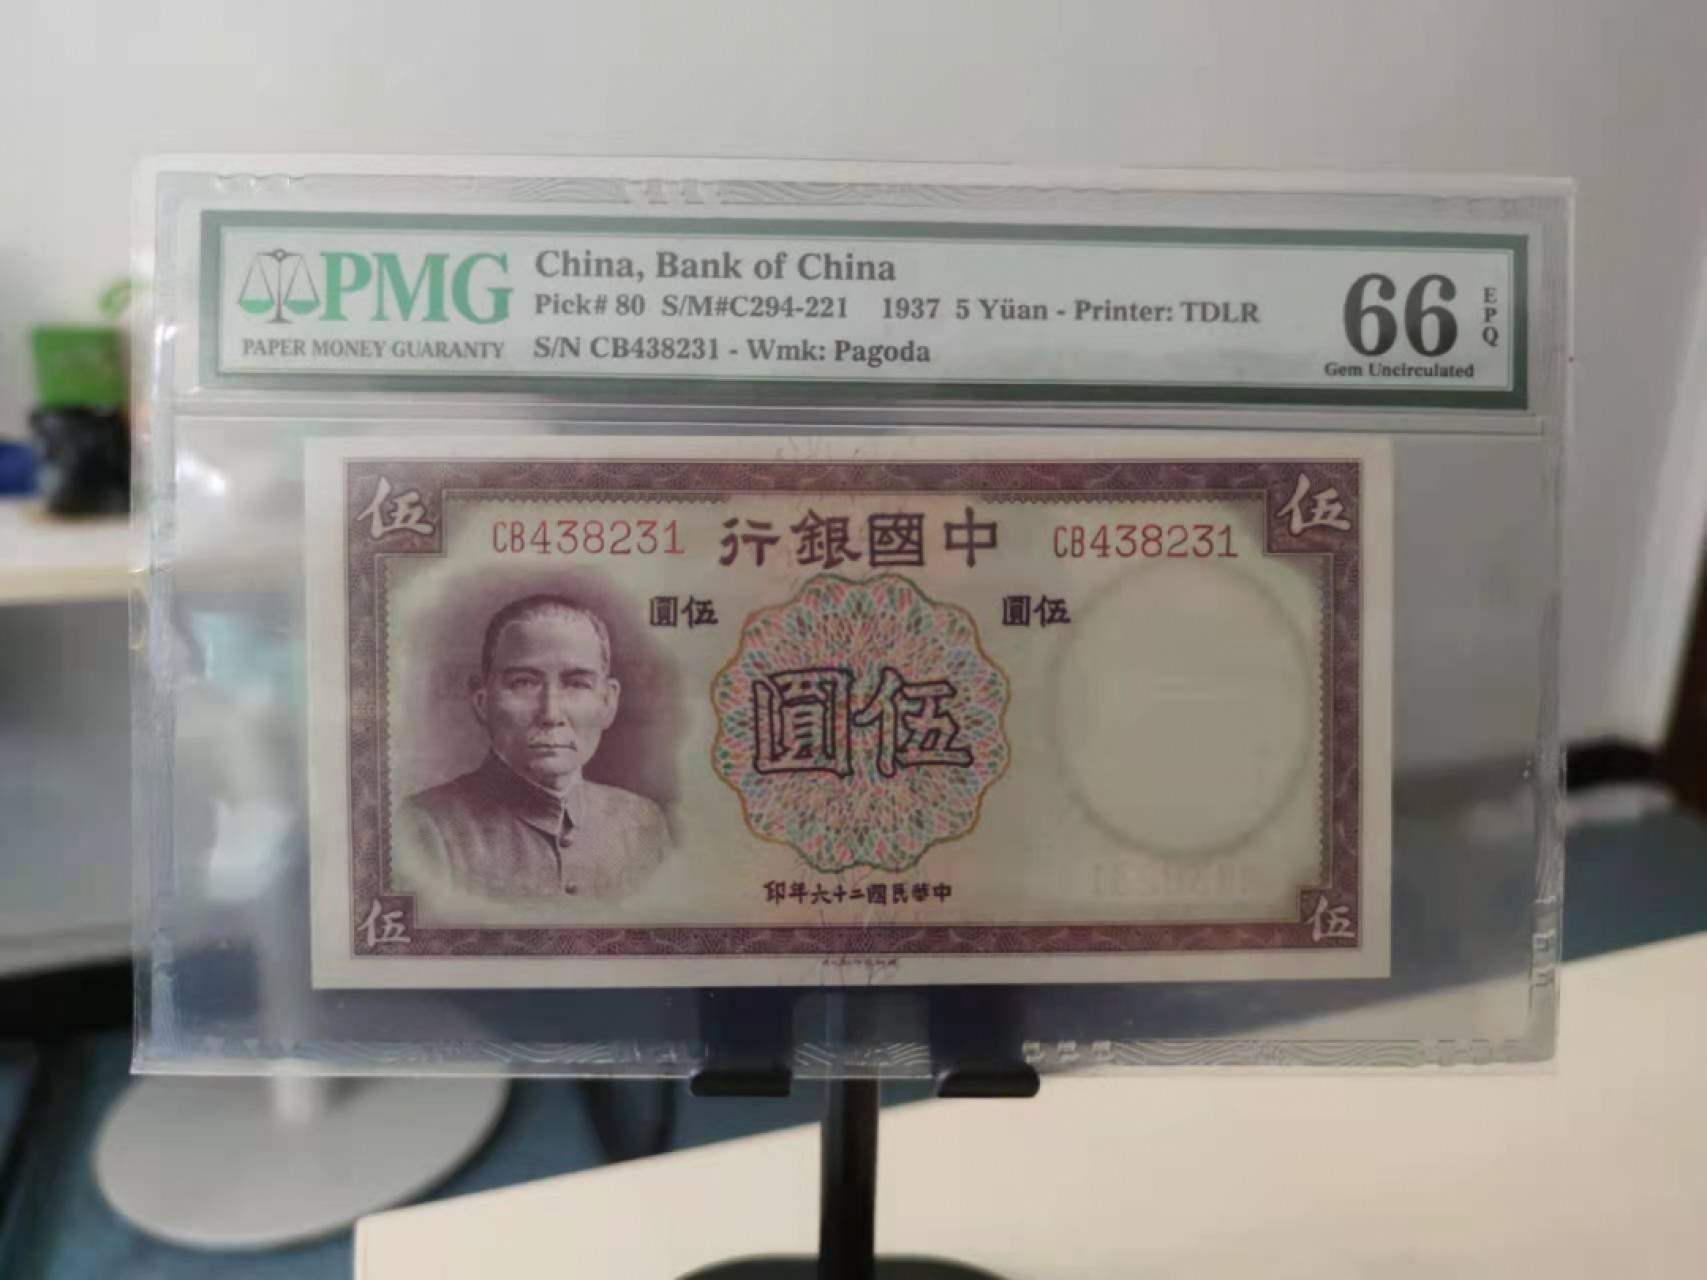 PMG
PAPER MONEY GUARANTY
China, Bank of China
Pick# 80 S/M#C294-221 1937 5 Yüan - Printer: TDLR
S/N CB438231 - Wmk: Pagoda
66
EPQ
Gem Uncirculated
伍
伍
CB438231
行銀國中
CB438231
圓伍
圓伍
圓伍
印年六十二國民華中
伍
伍